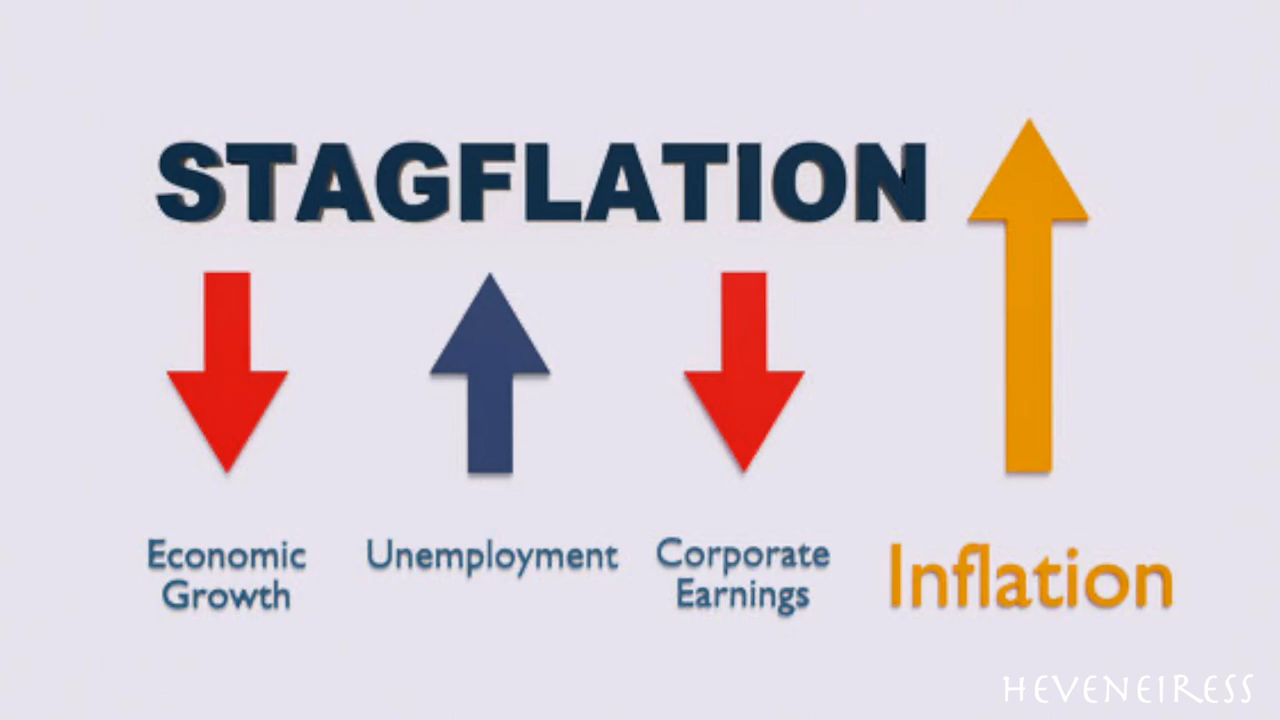 STAGFLATION
Economic
Growth
Unemployment
Corporate
Earnings
Inflation
HEVENEIRESS